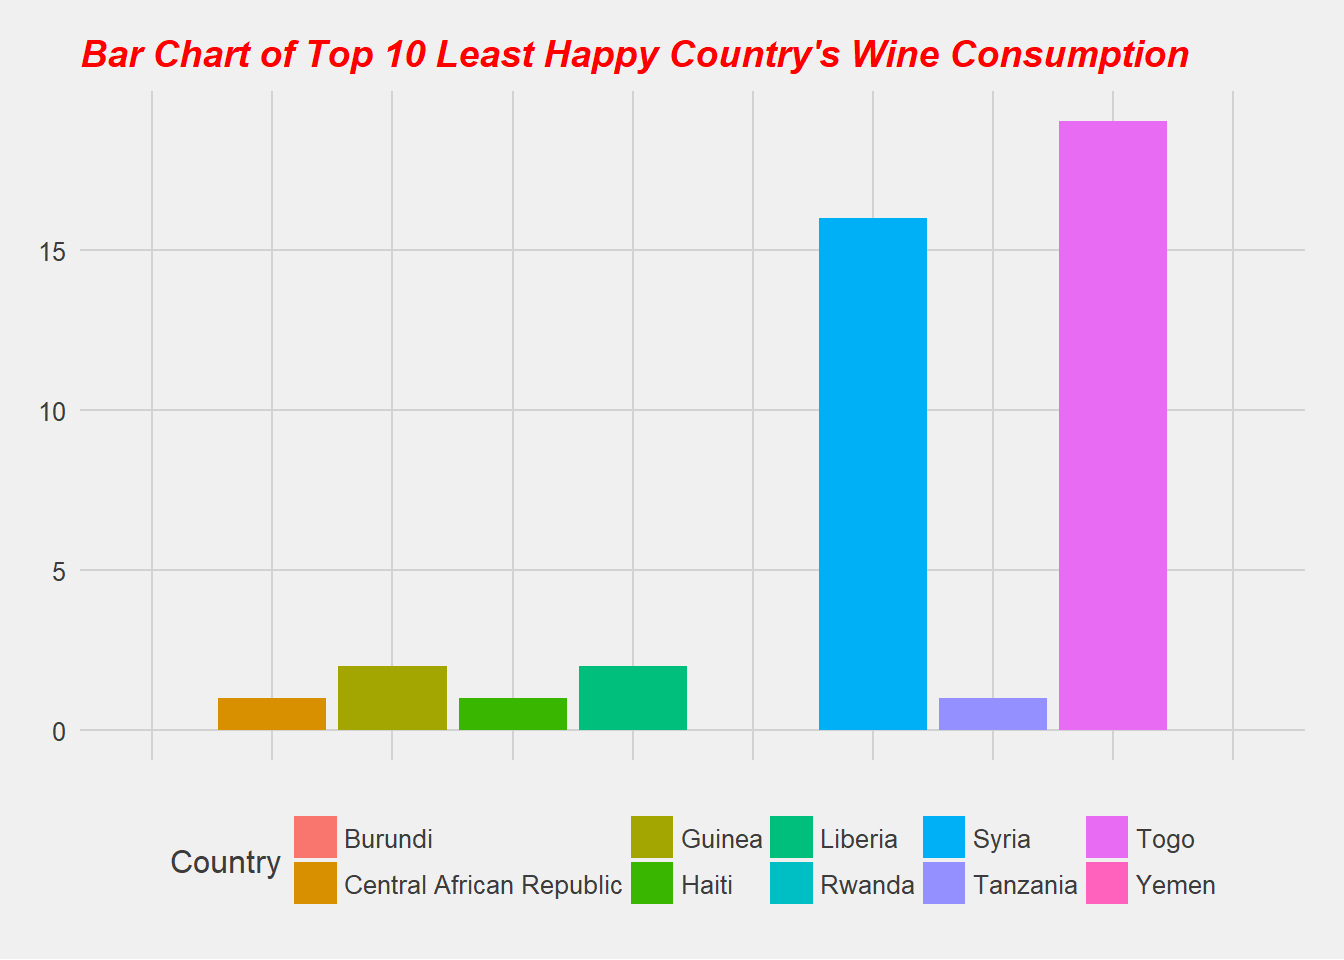 Bar Chart of Top 10 Least Happy Country's Wine Consumption
15
10
5
0
Country
Burundi Guinea Liberia Syria Togo
Central African Republic Haiti Rwanda Tanzania Yemen